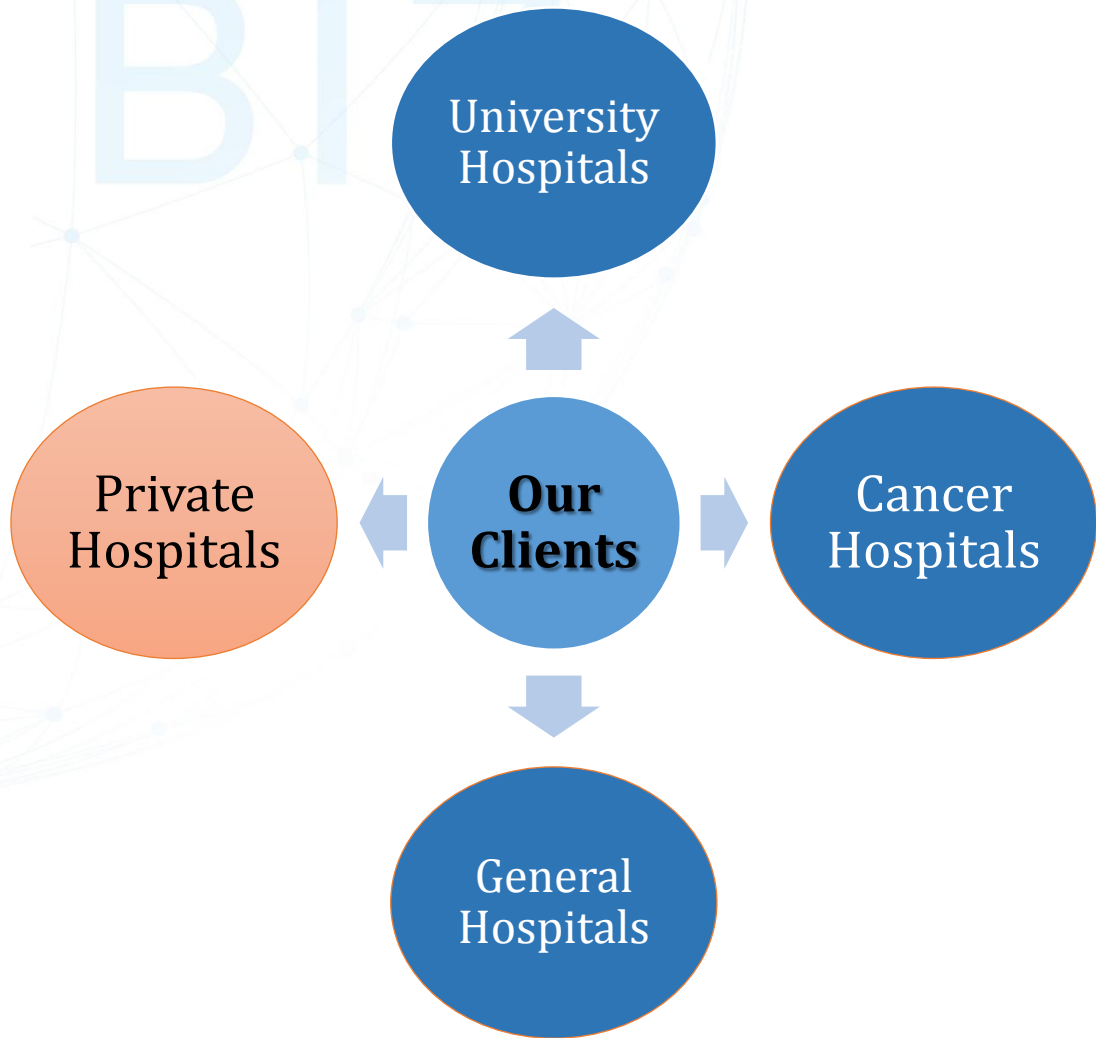 University
Hospitals
Private
Hospitals
Our
Clients
Cancer
Hospitals
General
Hospitals